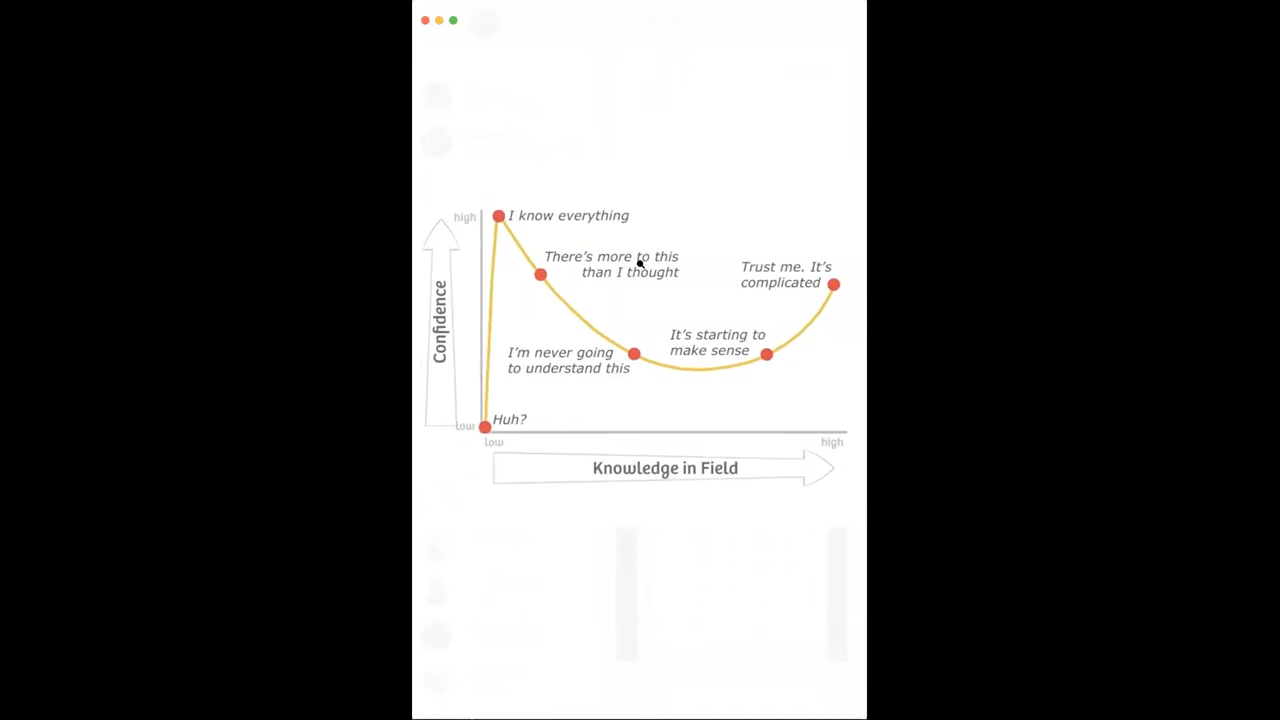 high
I know everything
There's more to this
than I thought
Trust me. It's
complicated
Confidence
It's starting to
make sense
I'm never going
to understand this
Huh?
low
low
high
Knowledge in Field